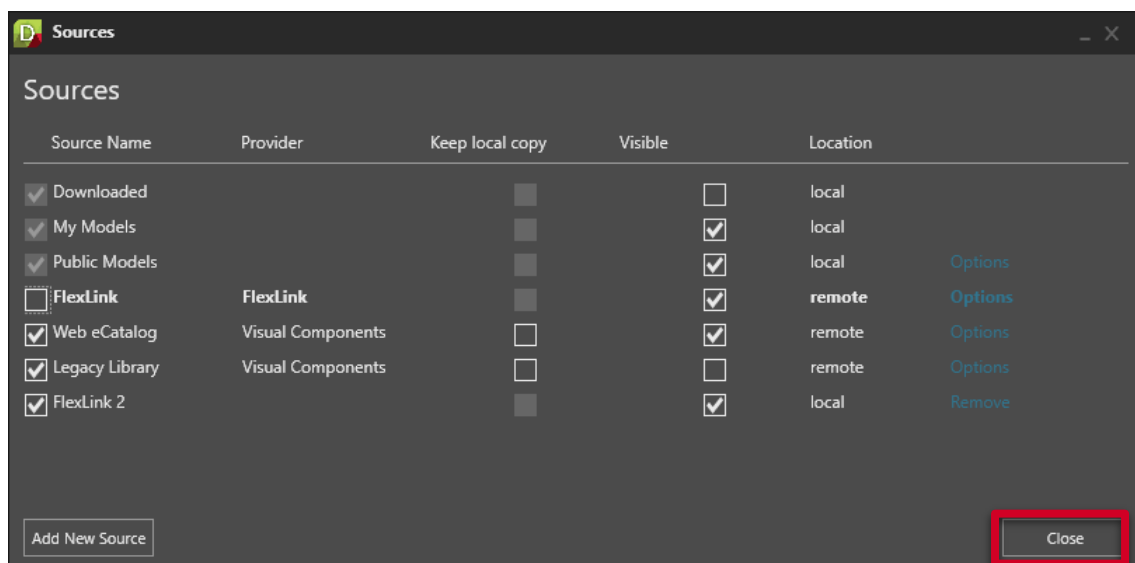 D Sources
Sources
Source Name Provider Keep local copy Visible Location
Downloaded local
My Models local
Public Models local Options
FlexLink FlexLink remote Options
Web eCatalog Visual Components remote Options
Legacy Library Visual Components remote Options
FlexLink 2 local Remove
Add New Source Close